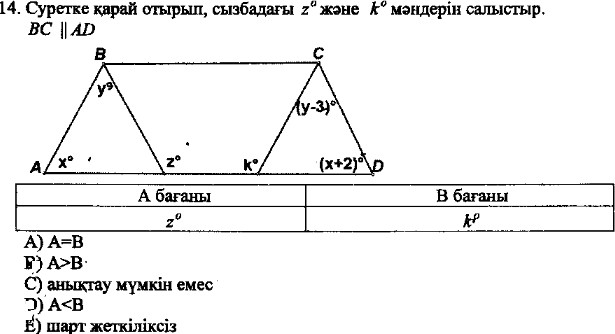 14. Суретке қарай отырып, сызбадағы z° және k° мәндерін салыстыр.
BC ∥ AD
B C
y° (y-3)°
A x° z° k° (x+2)° D
А бағаны В бағаны
z° k°
A) A=B
B) A>B
C) анықтау мүмкін емес
D) A<B
E) шарт жеткіліксіз